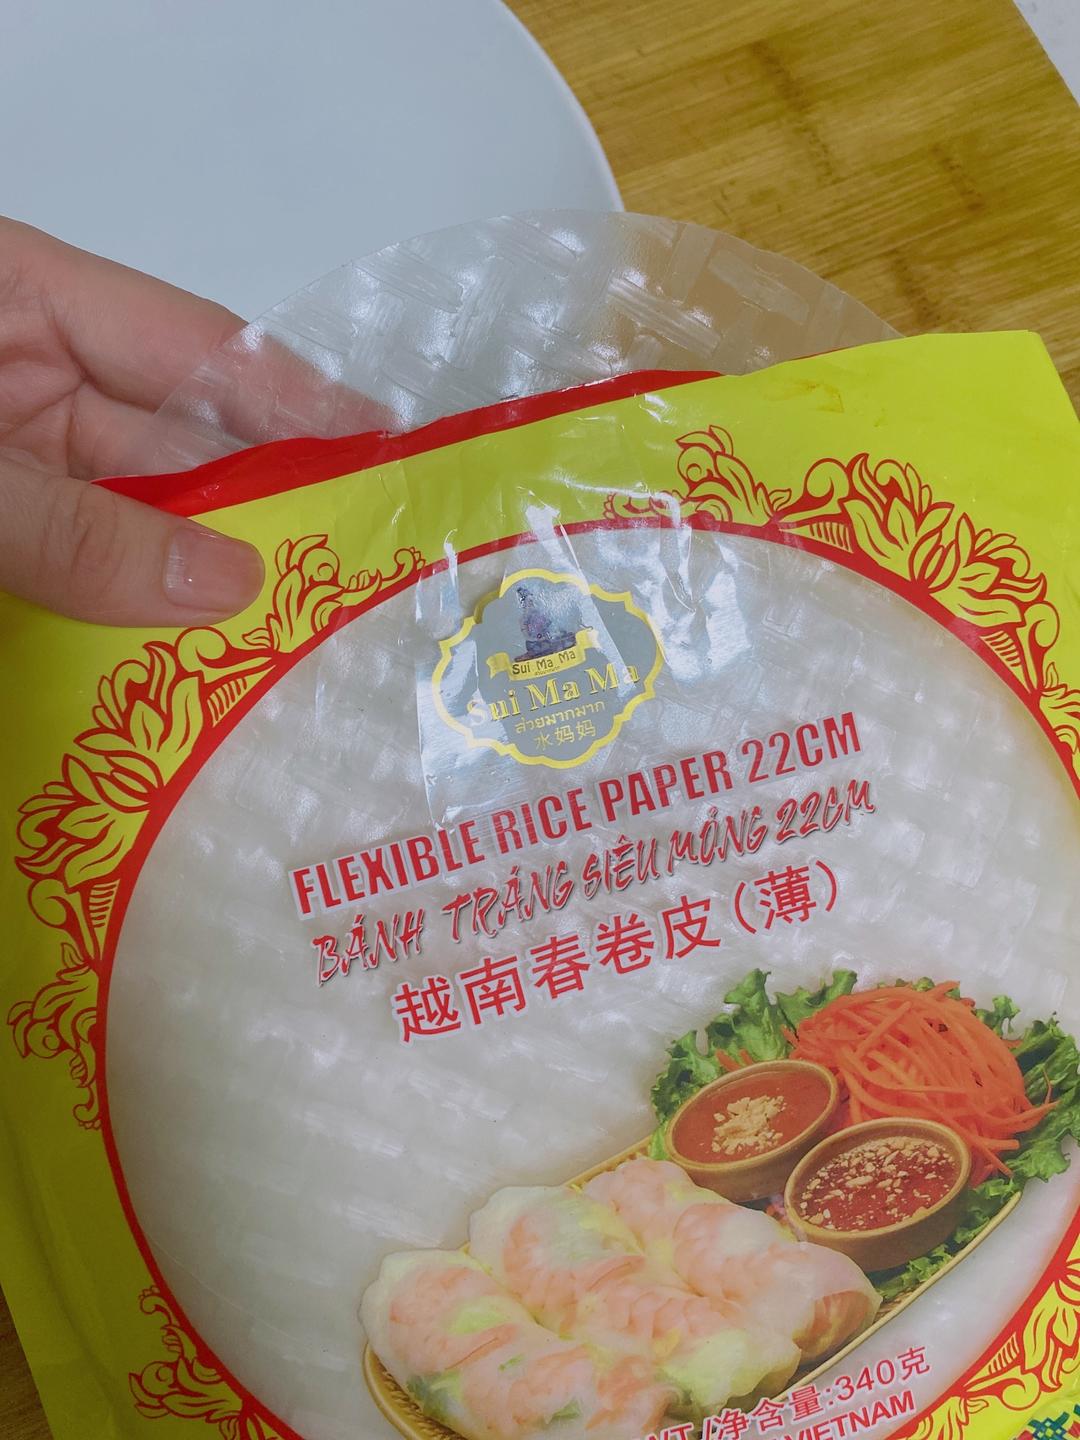 Sui Ma Ma
Sui Ma Ma
สวยมากมาก
水妈妈
FLEXIBLE RICE PAPER 22CM
BÁNH TRÁNG SIÊU MỎNG 22CM
越南春卷皮(薄)
WT/净含量:340克
VIETNAM